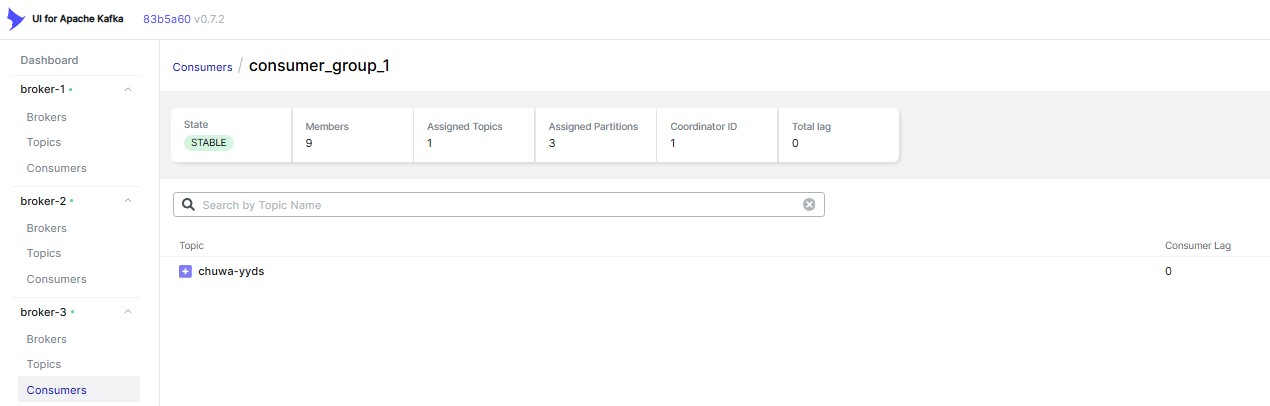 UI for Apache Kafka 83b5a60 v0.7.2
Dashboard
broker-1
Brokers
Topics
Consumers
broker-2
Brokers
Topics
Consumers
broker-3
Brokers
Topics
Consumers
Consumers / consumer_group_1
State
STABLE
Members
9
Assigned Topics
1
Assigned Partitions
3
Coordinator ID
1
Total lag
0
Search by Topic Name
Topic Consumer Lag
chuwa-yyds 0